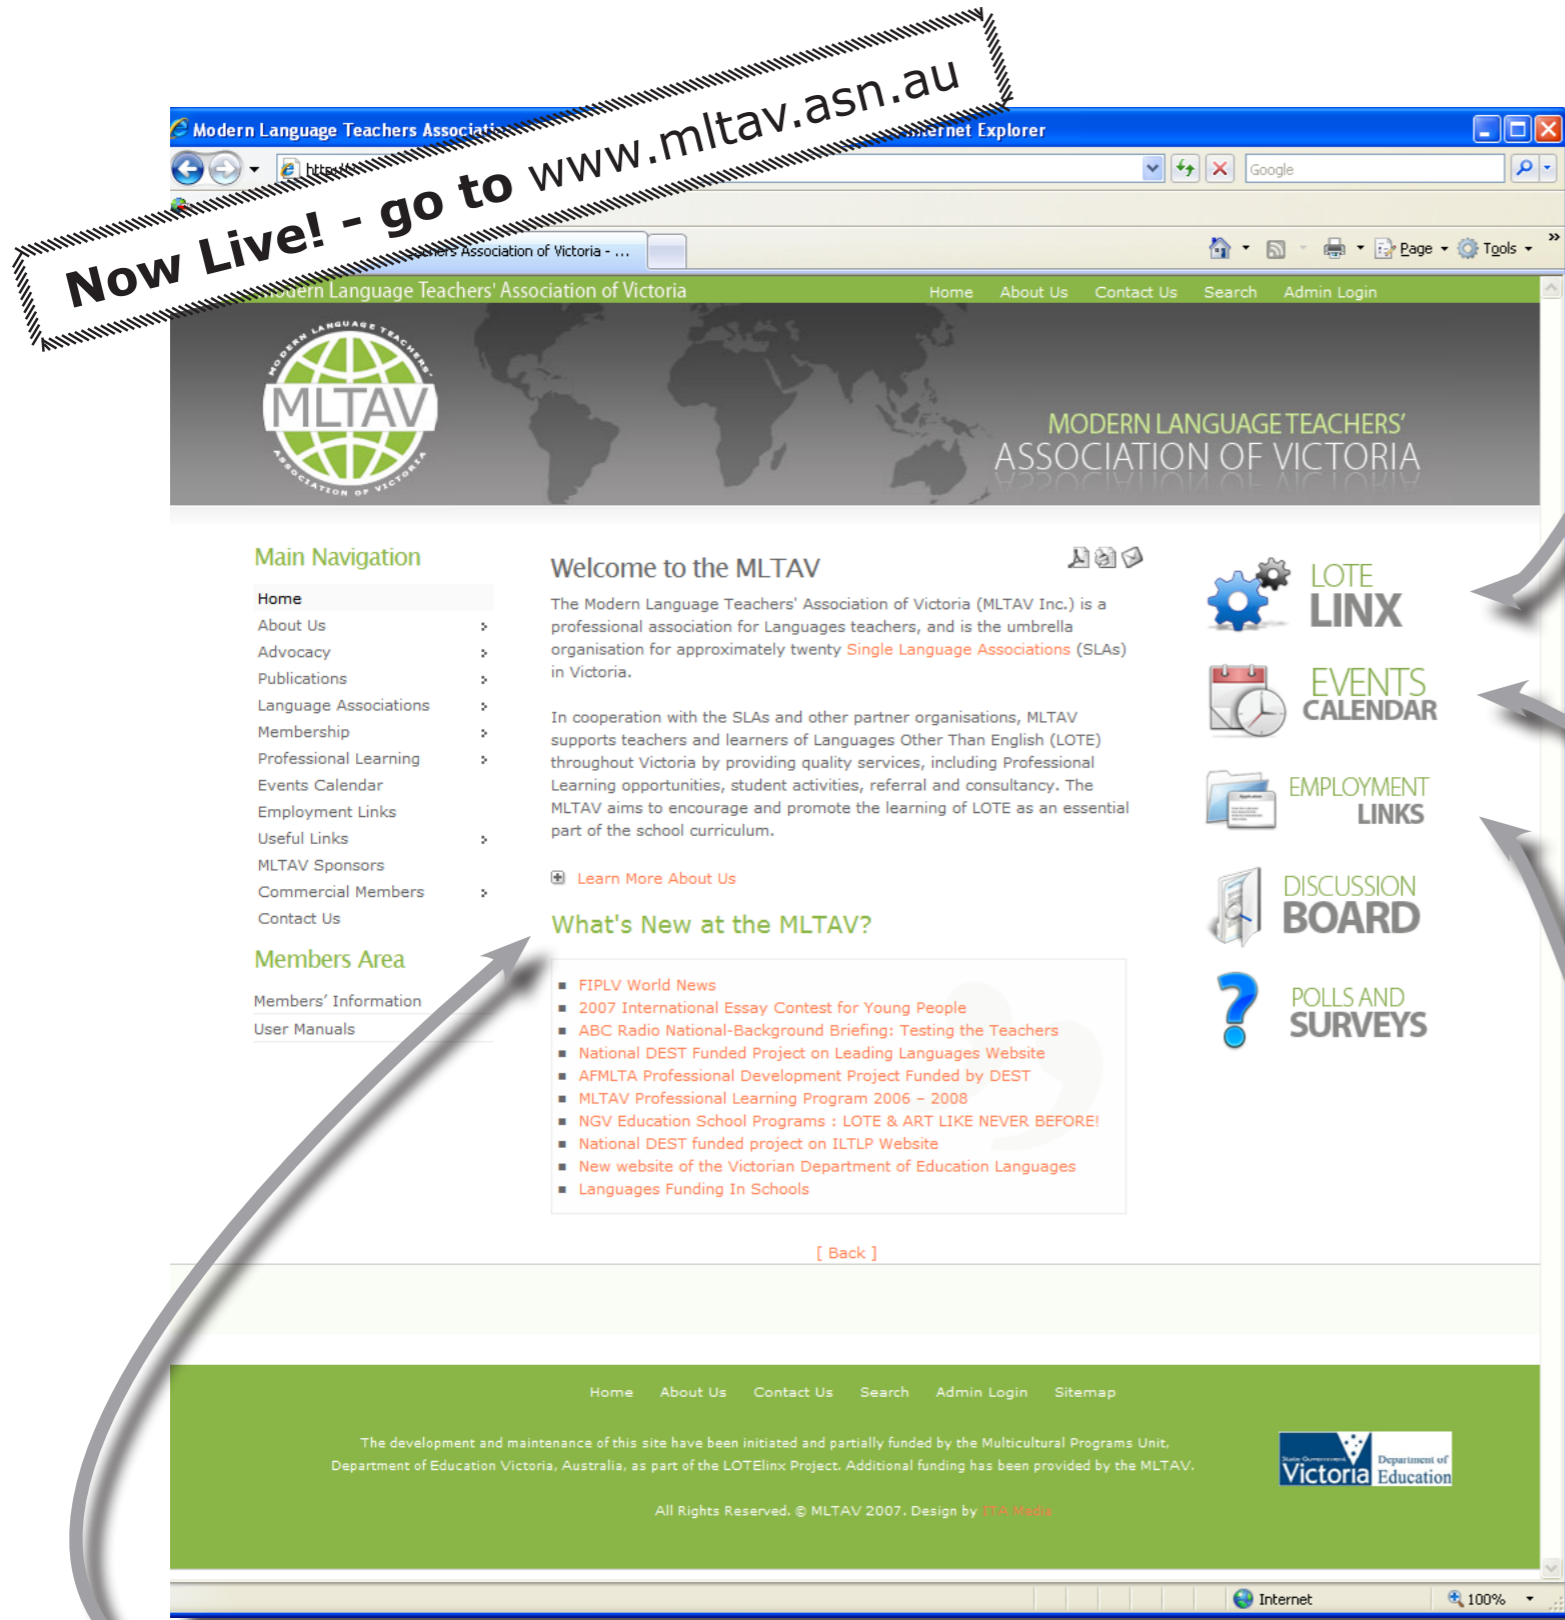 Now Live! - go to www.mltav.asn.au
Modern Language Teachers Associati
nternet Explorer
http://
Google
chers Association of Victoria - ...
Page
Tools
»
Modern Language Teachers' Association of Victoria
Home About Us Contact Us Search Admin Login
MODERN LANGUAGE TEACHERS'
MLTAV
ASSOCIATION OF VICTORIA
MODERN LANGUAGE TEACHERS'
ASSOCIATION OF VICTORIA
Main Navigation
Home
About Us
Advocacy
Publications
Language Associations
Membership
Professional Learning
Events Calendar
Employment Links
Useful Links
MLTAV Sponsors
Commercial Members
Contact Us
Members Area
Members' Information
User Manuals
Welcome to the MLTAV
The Modern Language Teachers' Association of Victoria (MLTAV Inc.) is a
professional association for Languages teachers, and is the umbrella
organisation for approximately twenty Single Language Associations (SLAs)
in Victoria.
In cooperation with the SLAs and other partner organisations, MLTAV
supports teachers and learners of Languages Other Than English (LOTE)
throughout Victoria by providing quality services, including Professional
Learning opportunities, student activities, referral and consultancy. The
MLTAV aims to encourage and promote the learning of LOTE as an essential
part of the school curriculum.
Learn More About Us
What's New at the MLTAV?
FIPLV World News
2007 International Essay Contest for Young People
ABC Radio National-Background Briefing: Testing the Teachers
National DEST Funded Project on Leading Languages Website
AFMLTA Professional Development Project Funded by DEST
MLTAV Professional Learning Program 2006 – 2008
NGV Education School Programs : LOTE & ART LIKE NEVER BEFORE!
National DEST funded project on ILTLP Website
New website of the Victorian Department of Education Languages
Languages Funding In Schools
[ Back ]
LOTE
LINX
EVENTS
CALENDAR
EMPLOYMENT
LINKS
DISCUSSION
BOARD
POLLS AND
SURVEYS
Home About Us Contact Us Search Admin Login Sitemap
The development and maintenance of this site have been initiated and partially funded by the Multicultural Programs Unit,
Department of Education Victoria, Australia, as part of the LOTElinx Project. Additional funding has been provided by the MLTAV.
All Rights Reserved. © MLTAV 2007. Design by ITA Media
State Government
Victoria
Department of
Education
Internet
100%